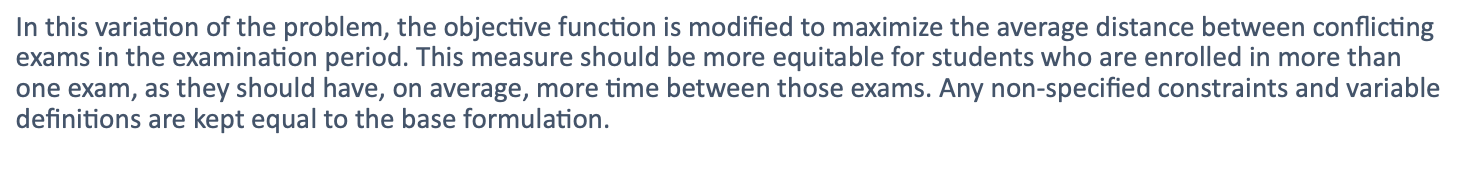 In this variation of the problem, the objective function is modified to maximize the average distance between conflicting
exams in the examination period. This measure should be more equitable for students who are enrolled in more than
one exam, as they should have, on average, more time between those exams. Any non-specified constraints and variable
definitions are kept equal to the base formulation.